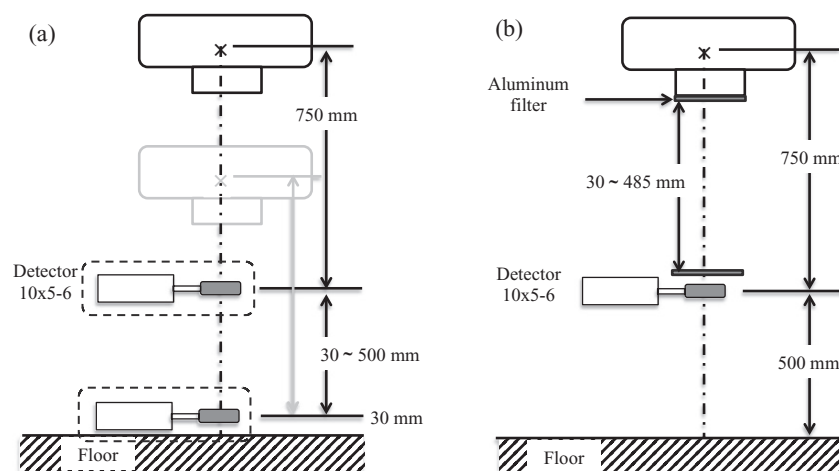 (a)
750 mm
Detector
10x5-6
30 ~ 500 mm
30 mm
Floor
(b)
Aluminum
filter
750 mm
30 ~ 485 mm
Detector
10x5-6
500 mm
Floor